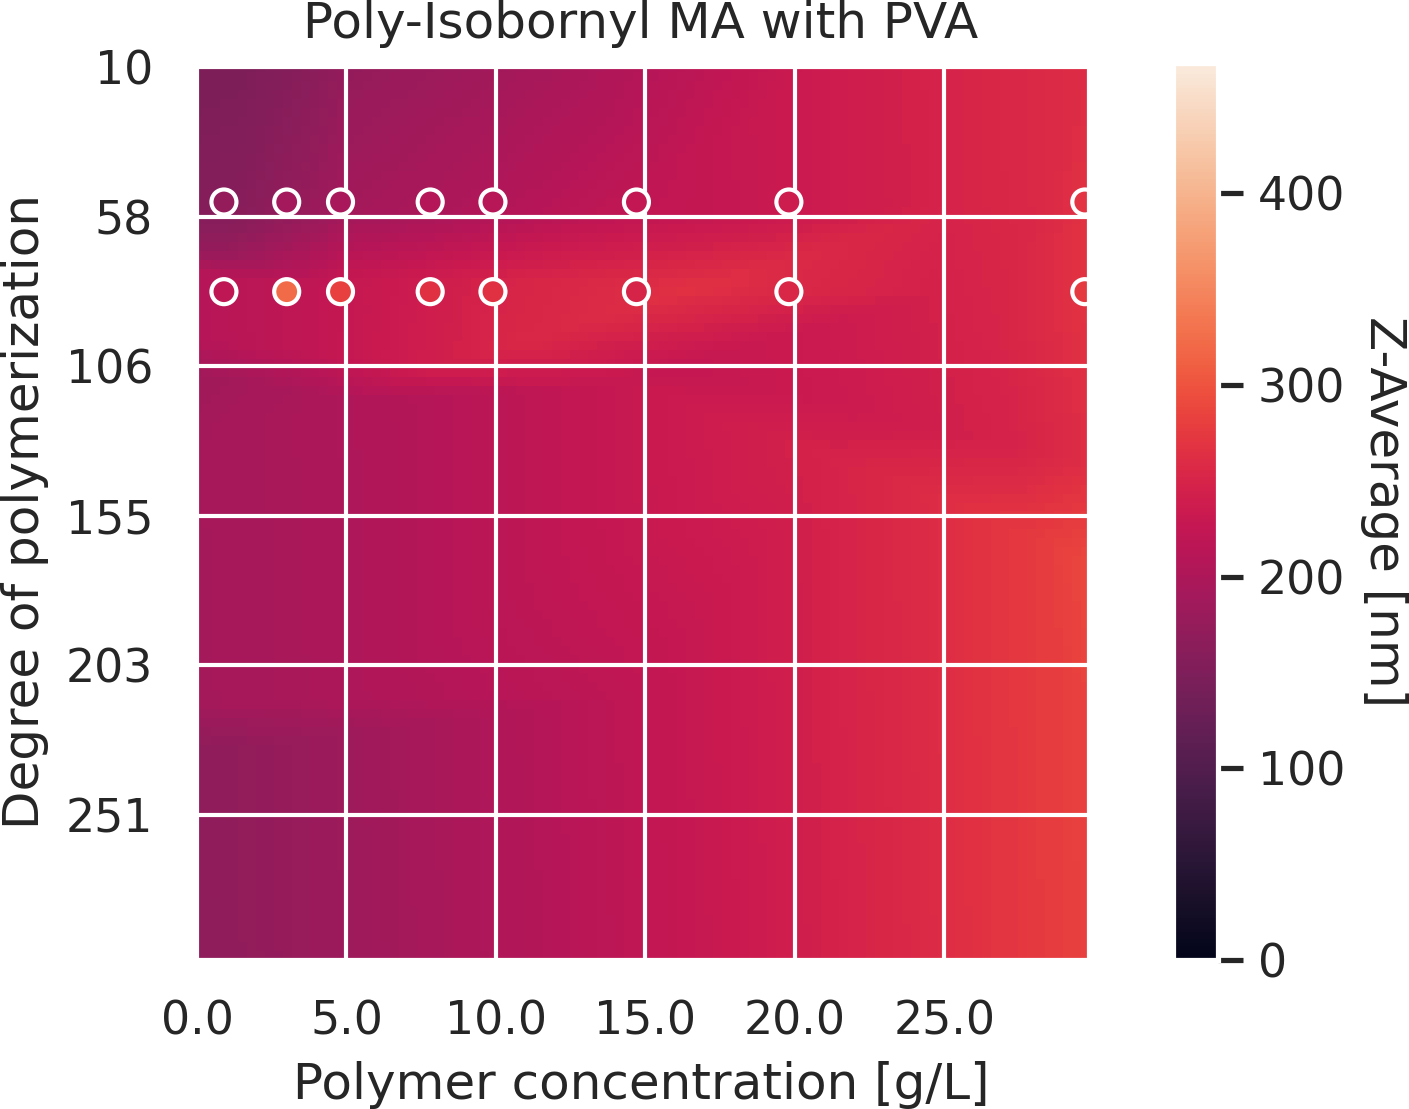 Poly-Isobornyl MA with PVA
10
58
106
155
203
251
Degree of polymerization
0.0 5.0 10.0 15.0 20.0 25.0
Polymer concentration [g/L]
400
300
200
100
0
Z-Average [nm]